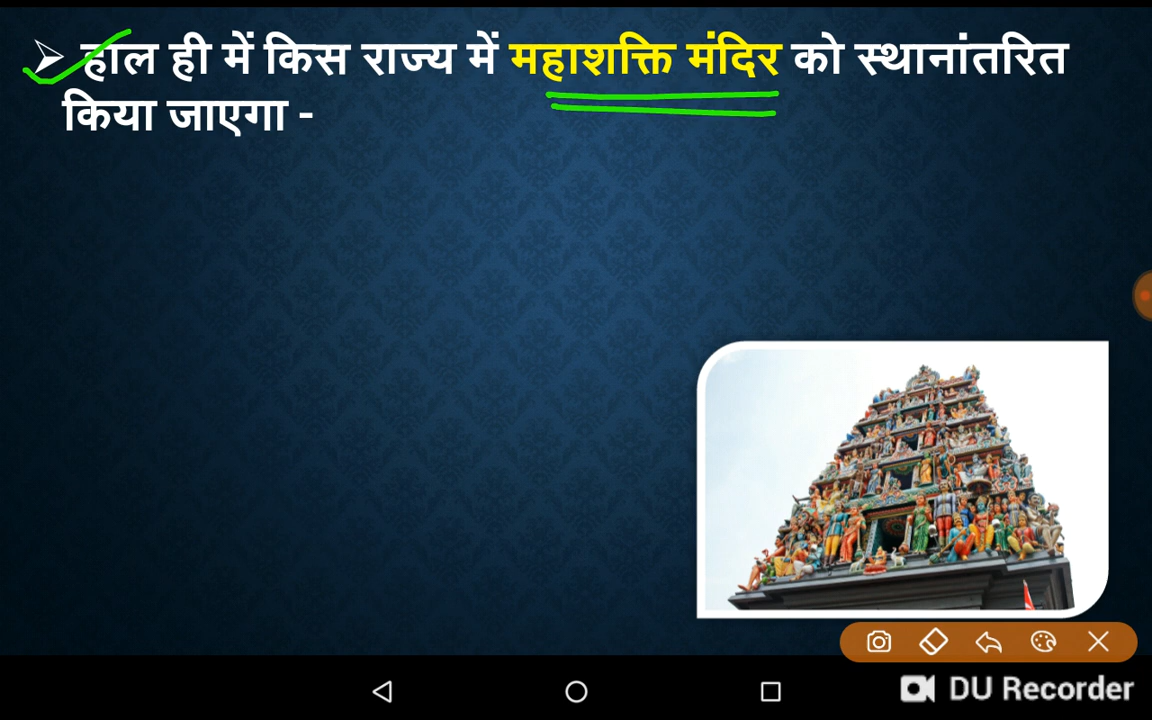 हाल ही में किस राज्य में महाशक्ति मंदिर को स्थानांतरित
किया जाएगा -
DU Recorder